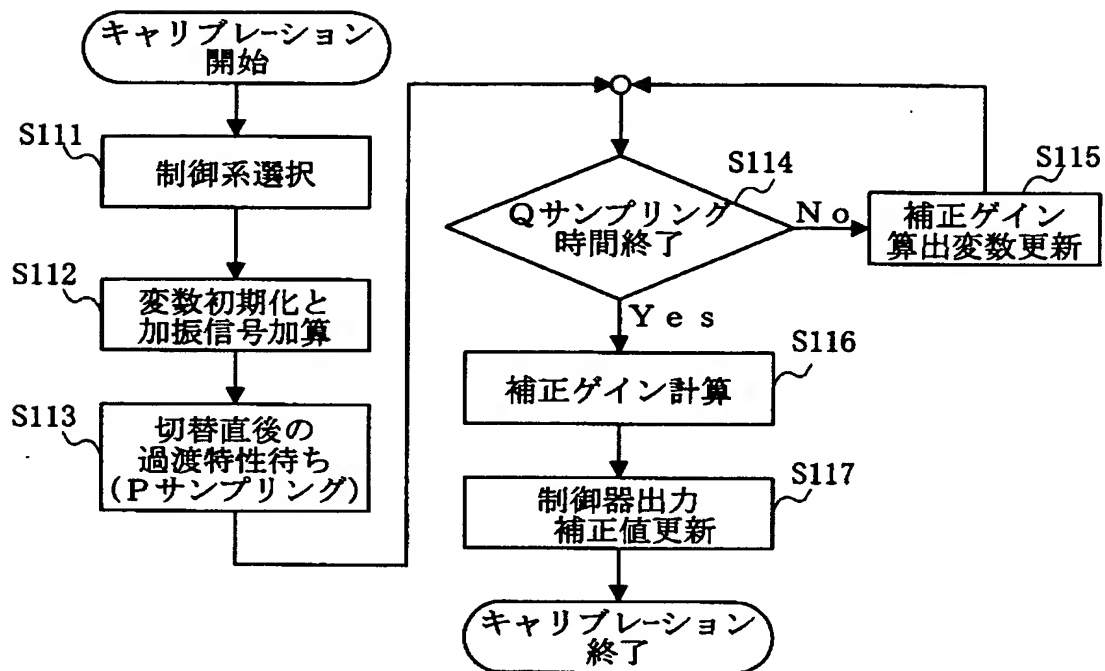 キャリブレーション
開始
S111
制御系選択
S112
変数初期化と
加振信号加算
S113
切替直後の
過渡特性待ち
(Pサンプリング)
S114
Qサンプリング
時間終了
No
S115
補正ゲイン
算出変数更新
Yes
S116
補正ゲイン計算
S117
制御器出力
補正値更新
キャリブレーション
終了